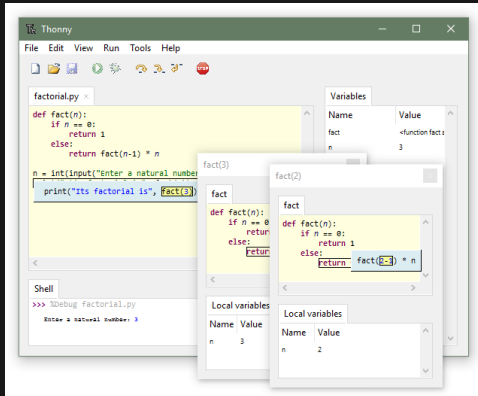 Thonny
File Edit View Run Tools Help
factorial.py ×
def fact(n):
if n == 0:
return 1
else:
return fact(n-1) * n
n = int(input("Enter a natural number
print("Its factorial is", fact(3))
Shell
>>> %Debug factorial.py
Enter a natural number: 3
Variables
Name Value
fact <function fact a
n 3
fact(3)
fact
def fact(n):
if n == 0
retur
else:
retur
Local variables
Name Value
n 3
fact(2)
fact
def fact(n):
if n == 0:
return 1
else:
return fact(2-1) * n
Local variables
Name Value
n 2